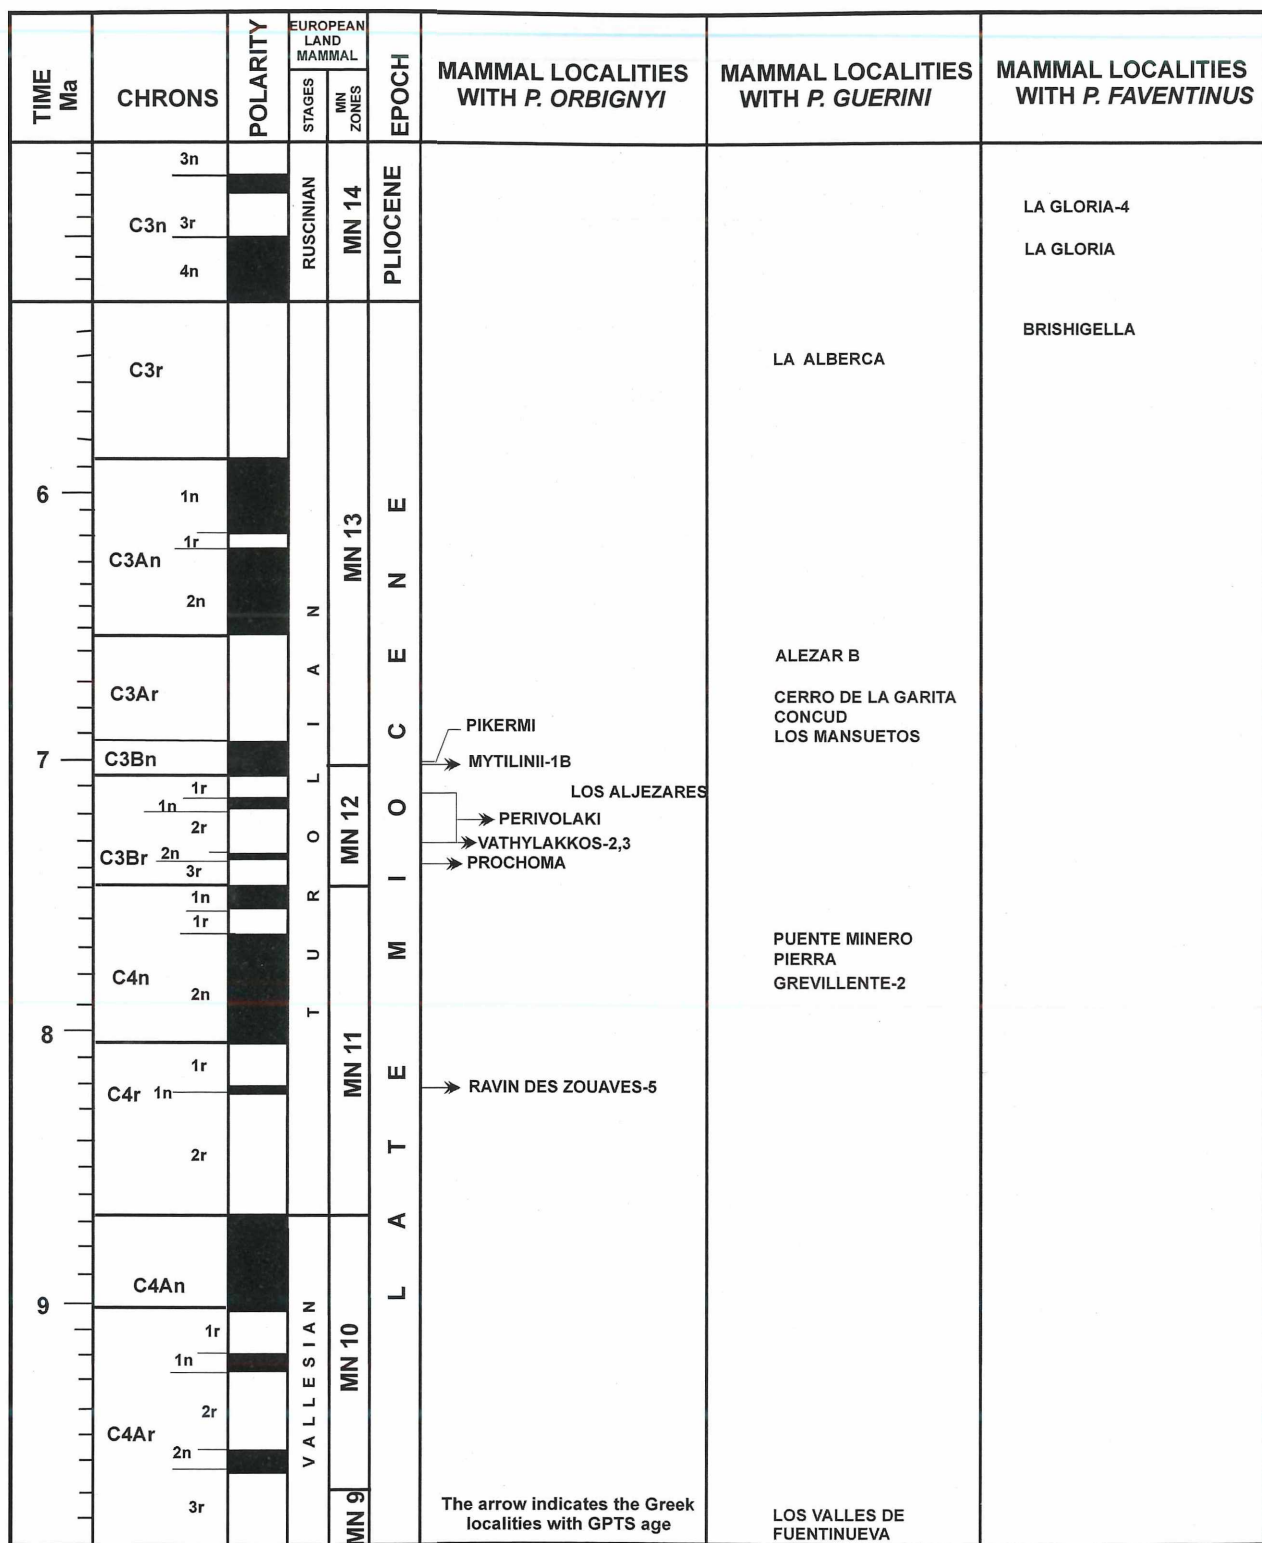 TIME
Ma
CHRONS
POLARITY
EUROPEAN
LAND
MAMMAL
STAGES
MN
ZONES
EPOCH
MAMMAL LOCALITIES
WITH P. ORBIGNYI
MAMMAL LOCALITIES
WITH P. GUERINI
MAMMAL LOCALITIES
WITH P. FAVENTINUS
6
7
8
9
3n
C3n 3r
4n
C3r
1n
1r
C3An
2n
C3Ar
C3Bn
1r
1n
2r
C3Br 2n
3r
1n
1r
C4n
2n
1r
C4r 1n
2r
C4An
1r
1n
2r
C4Ar
2n
3r
RUSCINIAN
TUROLIAN
VALLESIAN
MN 14
MN 13
MN 12
MN 11
MN 10
MN 9
PLIOCENE
LATE MIOCENE
PIKERMI
MYTILINII-1B
LOS ALJEZARES
PERIVOLAKI
VATHYLAKKOS-2,3
PROCHOMA
RAVIN DES ZOUAVES-5
The arrow indicates the Greek
localities with GPTS age
LA ALBERCA
ALEZAR B
CERRO DE LA GARITA
CONCUD
LOS MANSUETOS
PUENTE MINERO
PIERRA
GREVILLENTE-2
LOS VALLES DE
FUENTINUEVA
LA GLORIA-4
LA GLORIA
BRISHIGELLA